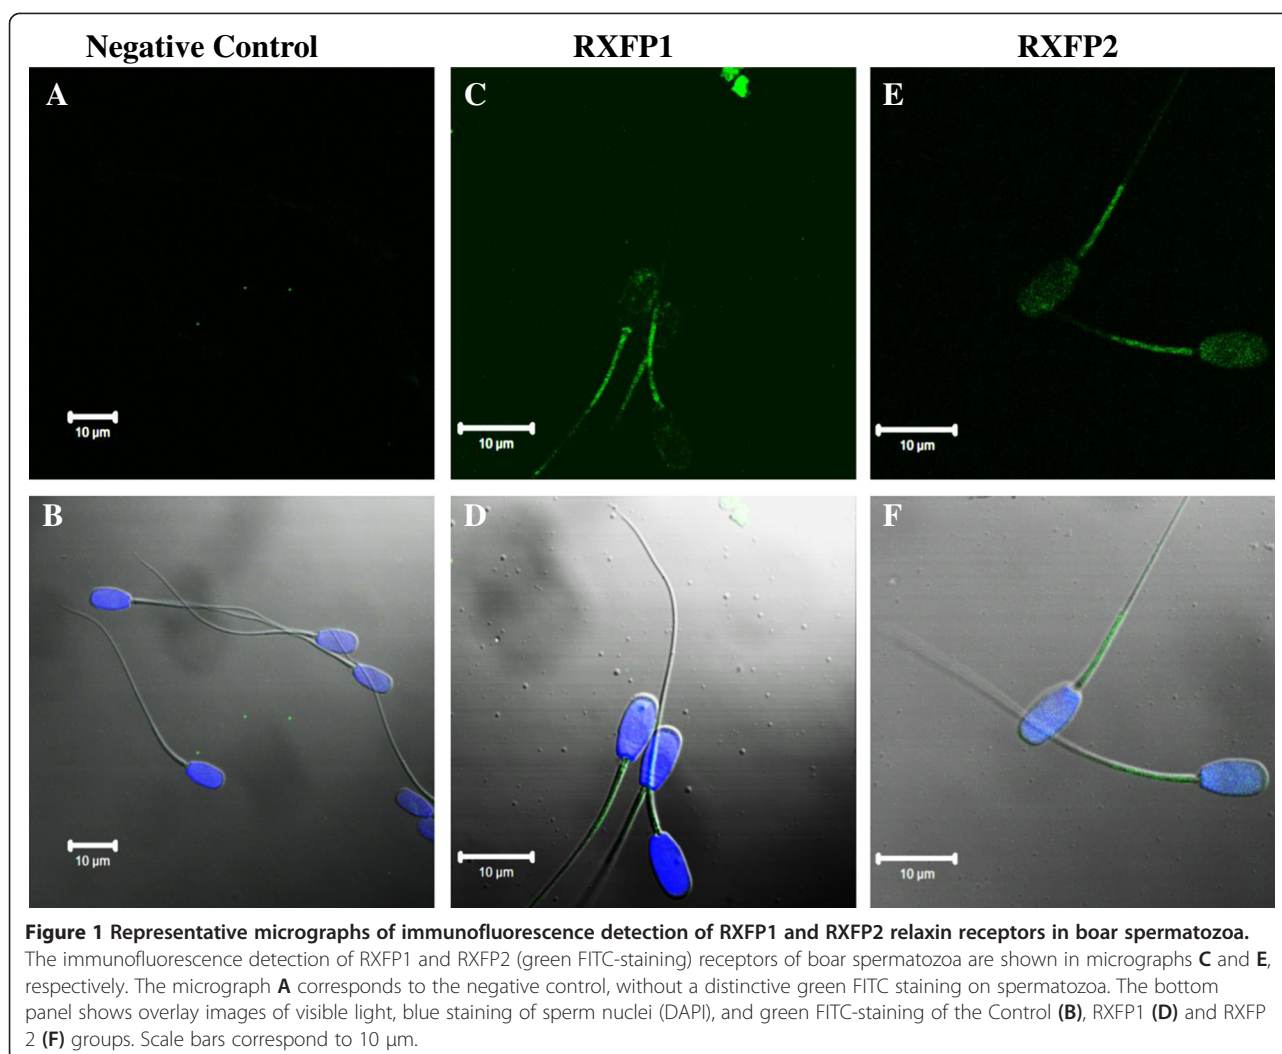 Negative Control RXFP1 RXFP2
A C E
10 µm 10 µm 10 µm
B D F
10 µm 10 µm 10 µm
Figure 1 Representative micrographs of immunofluorescence detection of RXFP1 and RXFP2 relaxin receptors in boar spermatozoa.
The immunofluorescence detection of RXFP1 and RXFP2 (green FITC-staining) receptors of boar spermatozoa are shown in micrographs C and E,
respectively. The micrograph A corresponds to the negative control, without a distinctive green FITC staining on spermatozoa. The bottom
panel shows overlay images of visible light, blue staining of sperm nuclei (DAPI), and green FITC-staining of the Control (B), RXFP1 (D) and RXFP
2 (F) groups. Scale bars correspond to 10 µm.